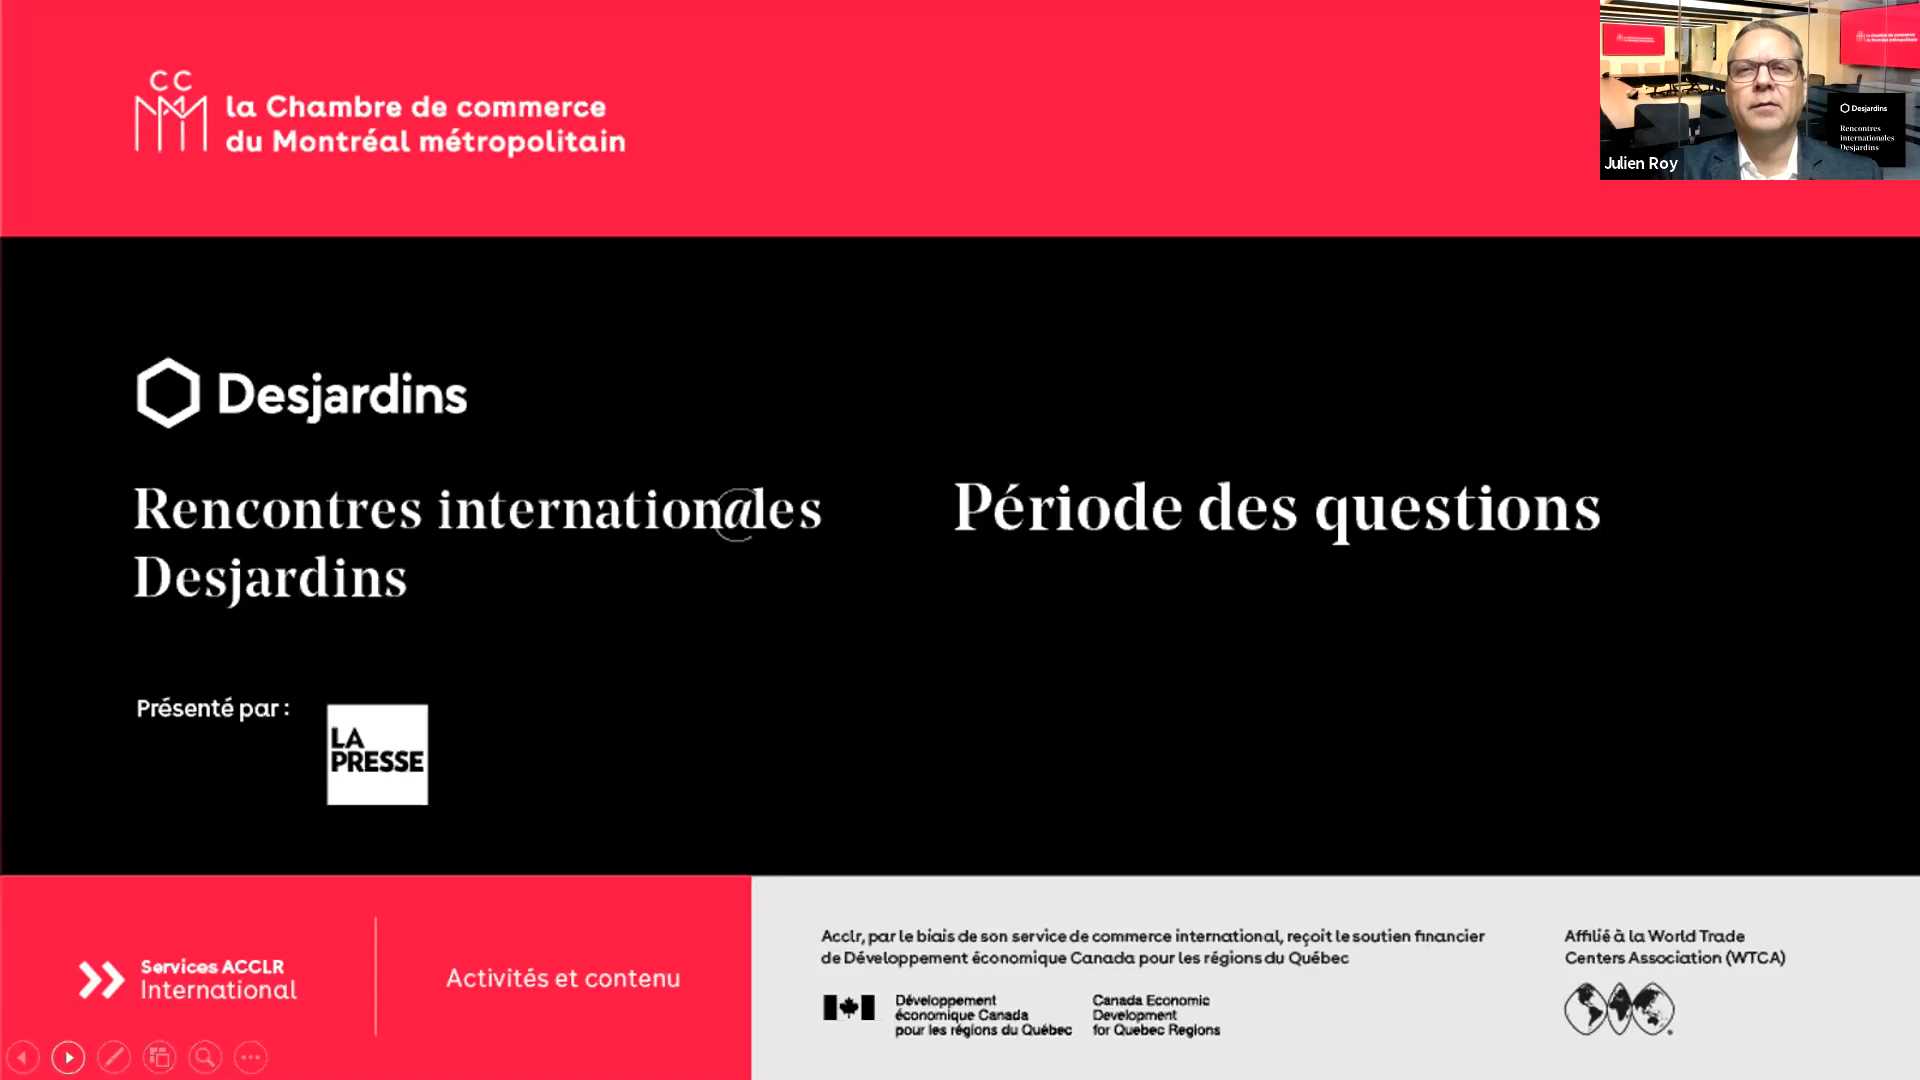 CC
MM
la Chambre de commerce
du Montréal métropolitain
Desjardins
Rencontres
internationales
Desjardins
Julien Roy
Desjardins
Rencontres internation@les
Desjardins
Période des questions
Présenté par :
LA
PRESSE
Services ACCLR
International
Activités et contenu
Acclr, par le biais de son service de commerce international, reçoit le soutien financier
de Développement économique Canada pour les régions du Québec
Développement
économique Canada
pour les régions du Québec
Canada Economic
Development
for Quebec Regions
Affilié à la World Trade
Centers Association (WTCA)